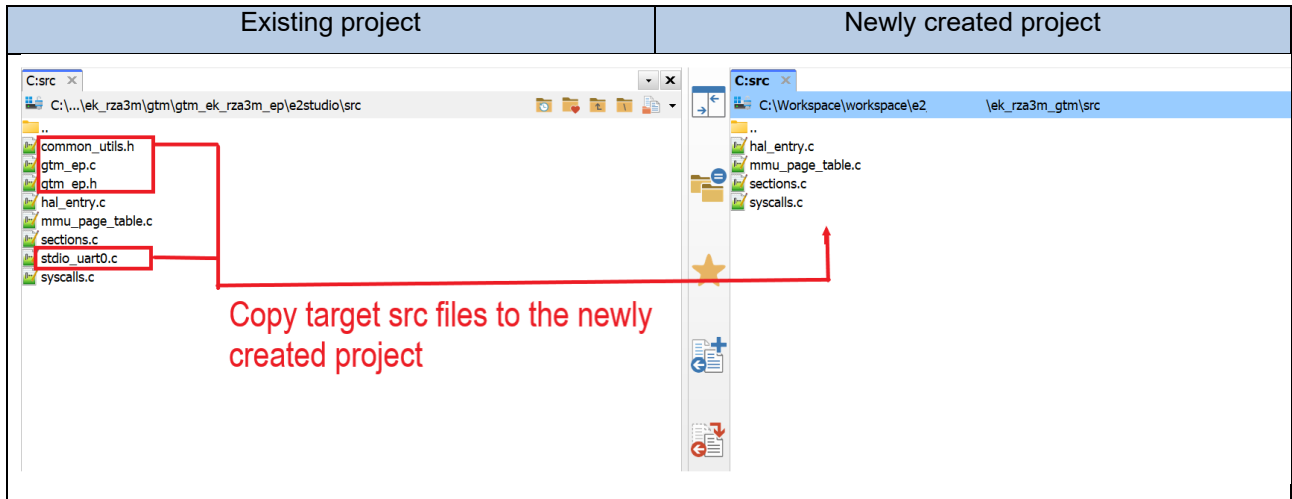 Existing project
Newly created project
C:src
C:\...\ek_rza3m\gtm\gtm_ek_rza3m_ep\e2studio\src
..
common_utils.h
gtm_ep.c
gtm_ep.h
hal_entry.c
mmu_page_table.c
sections.c
stdio_uart0.c
syscalls.c
C:src
C:\Workspace\workspace\e2 \ek_rza3m_gtm\src
..
hal_entry.c
mmu_page_table.c
sections.c
syscalls.c
Copy target src files to the newly
created project